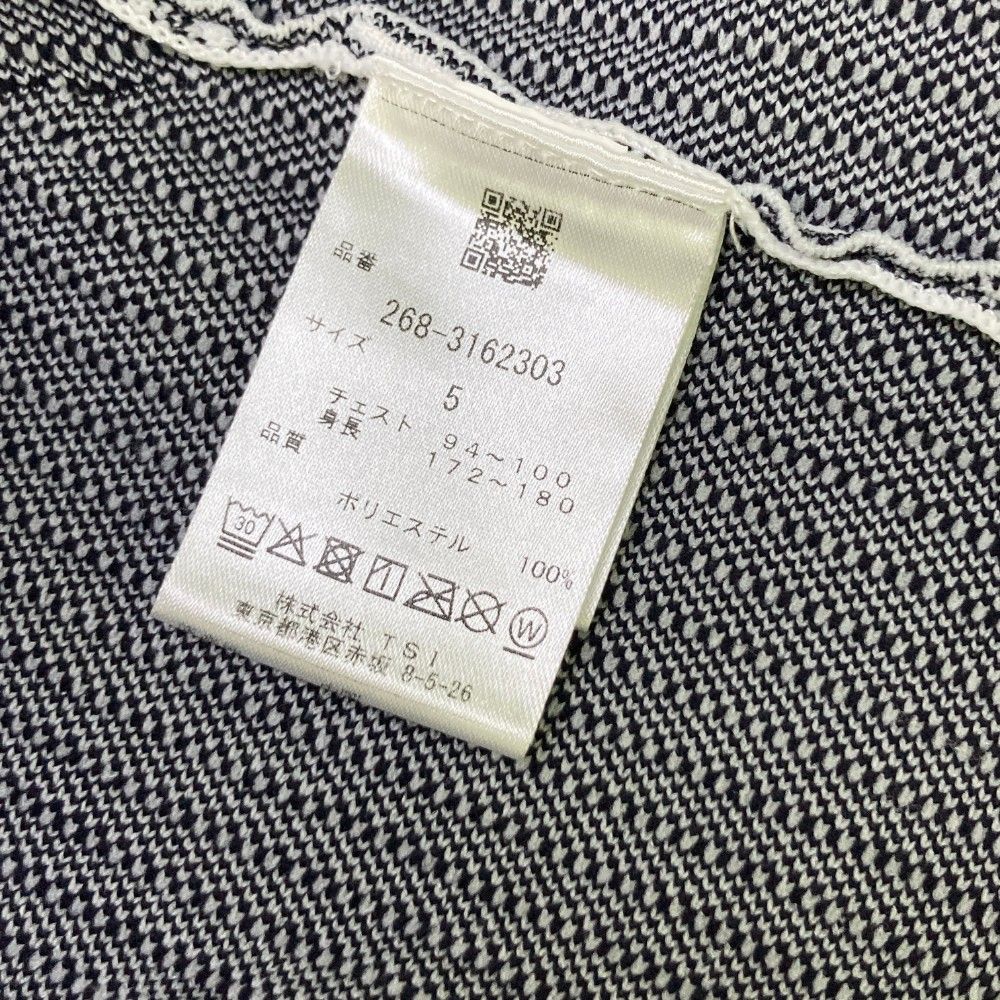 品番
268-3162303
サイズ
5
チェスト 94～100
身長 172～180
品質
ポリエステル 100%
30
W
株式会社 TSI
東京都港区赤坂 8-5-26